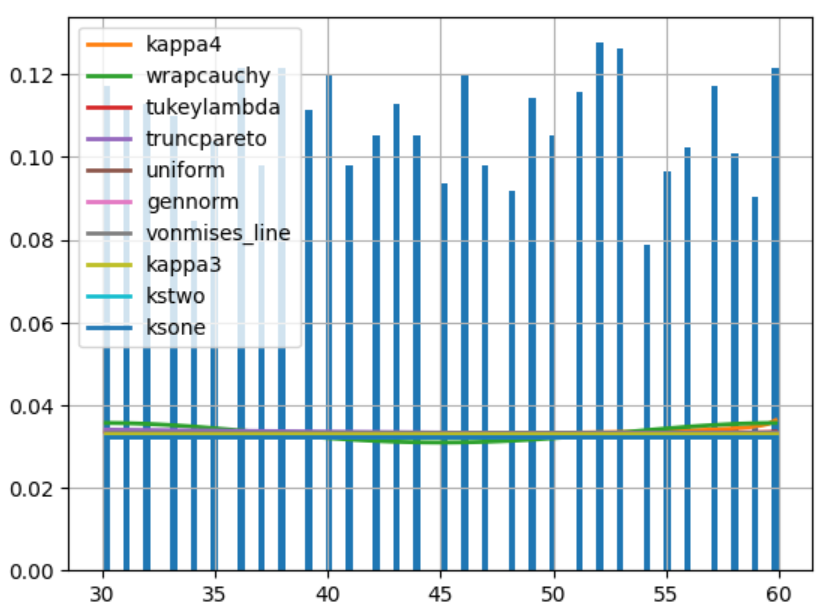 kappa4
wrapcauchy
tukeylambda
truncpareto
uniform
gennorm
vonmises_line
kappa3
kstwo
ksone
0.12
0.10
0.08
0.06
0.04
0.02
0.00
30 35 40 45 50 55 60